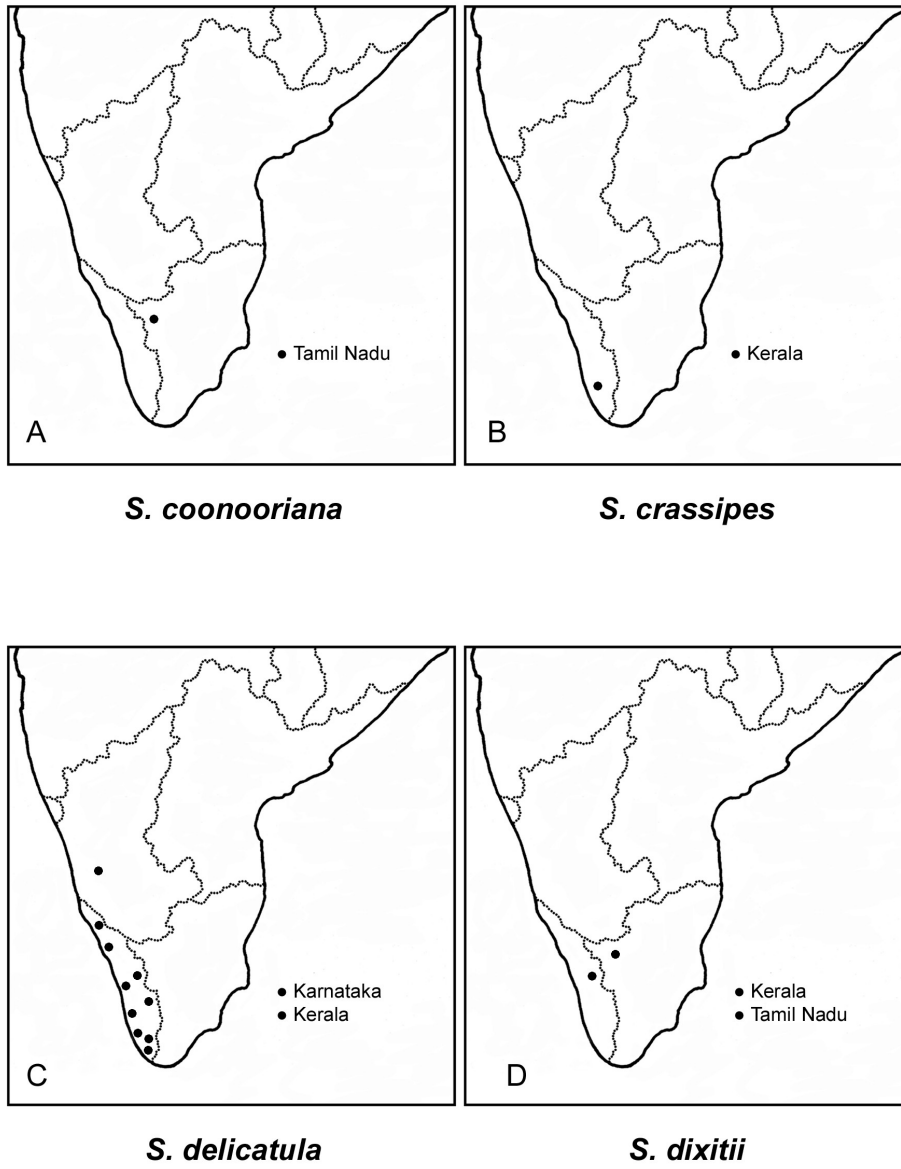 Tamil Nadu
A
Kerala
B
S. coonooriana
S. crassipes
Karnataka
Kerala
C
Kerala
Tamil Nadu
D
S. delicatula
S. dixitii